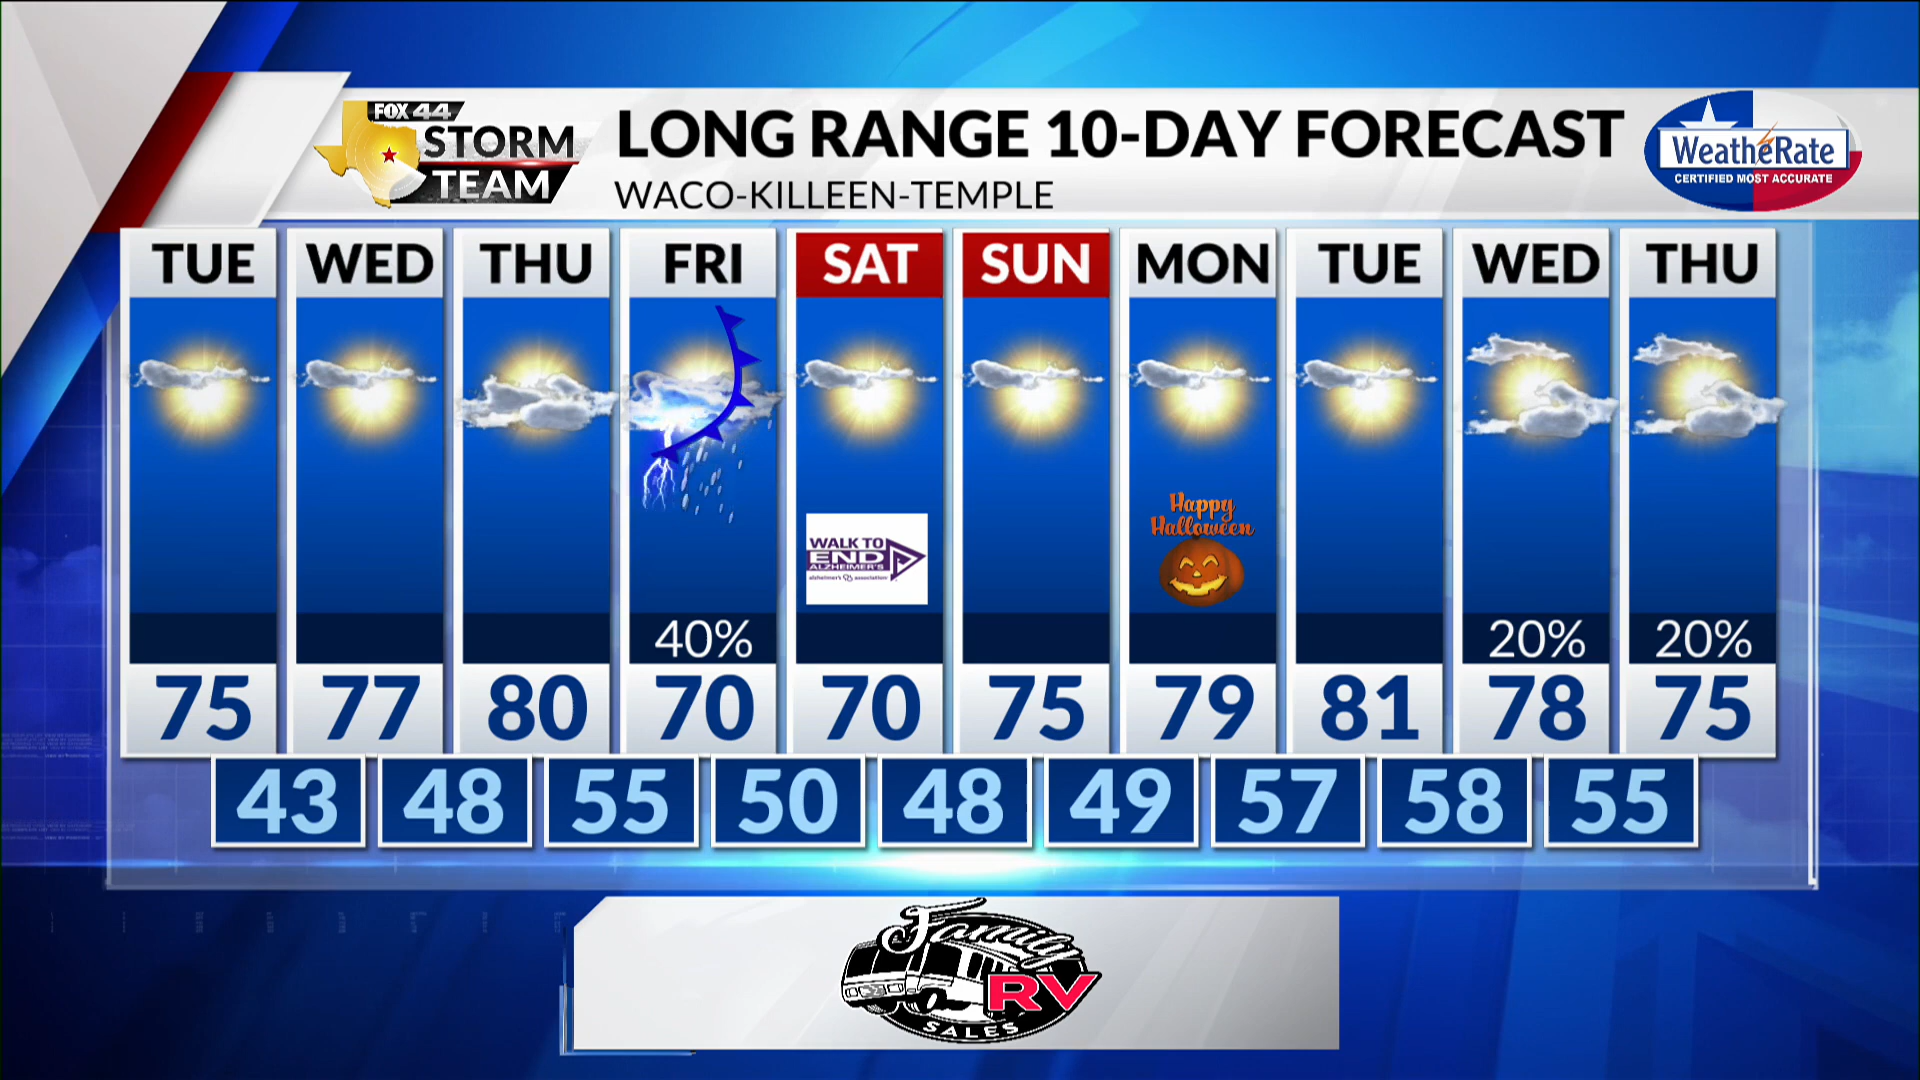 FOX 44
STORM
TEAM
LONG RANGE 10-DAY FORECAST
WACO-KILLEEN-TEMPLE
WeatheRate
CERTIFIED MOST ACCURATE
TUE WED THU FRI SAT SUN MON TUE WED THU
Happy
Halloween
WALK TO
END
ALZHEIMER'S
alzheimer's association
40% 20% 20%
75 77 80 70 70 75 79 81 78 75
43 48 55 50 48 49 57 58 55
Family
RV
SALES